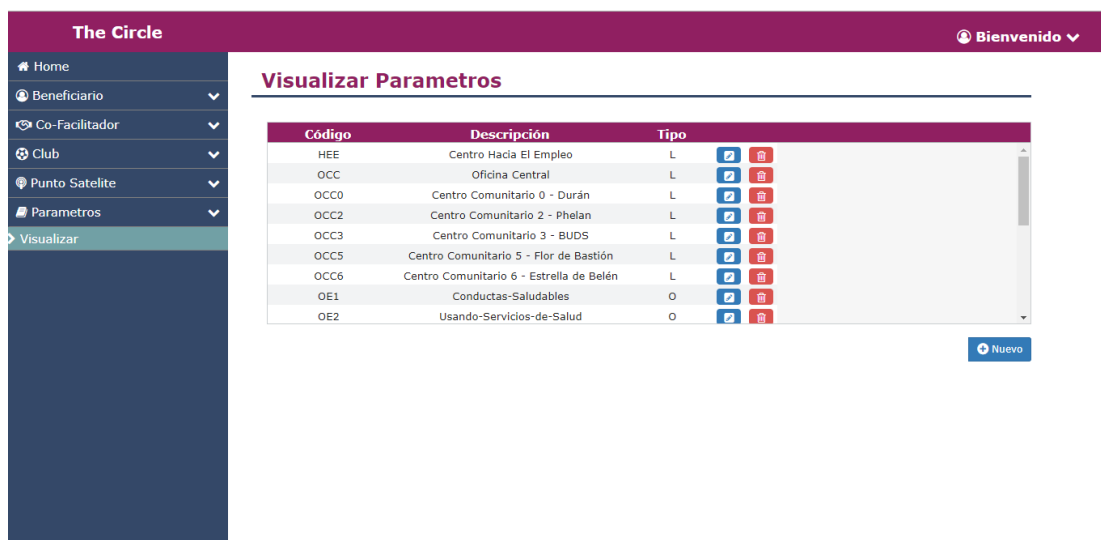 The Circle
Bienvenido
Home
Beneficiario
Co-Facilitador
Club
Punto Satelite
Parametros
Visualizar
Visualizar Parametros
Código Descripción Tipo
HEE Centro Hacia El Empleo L
OCC Oficina Central L
OCC0 Centro Comunitario 0 - Durán L
OCC2 Centro Comunitario 2 - Phelan L
OCC3 Centro Comunitario 3 - BUDS L
OCC5 Centro Comunitario 5 - Flor de Bastión L
OCC6 Centro Comunitario 6 - Estrella de Belén L
OE1 Conductas-Saludables O
OE2 Usando-Servicios-de-Salud O
Nuevo